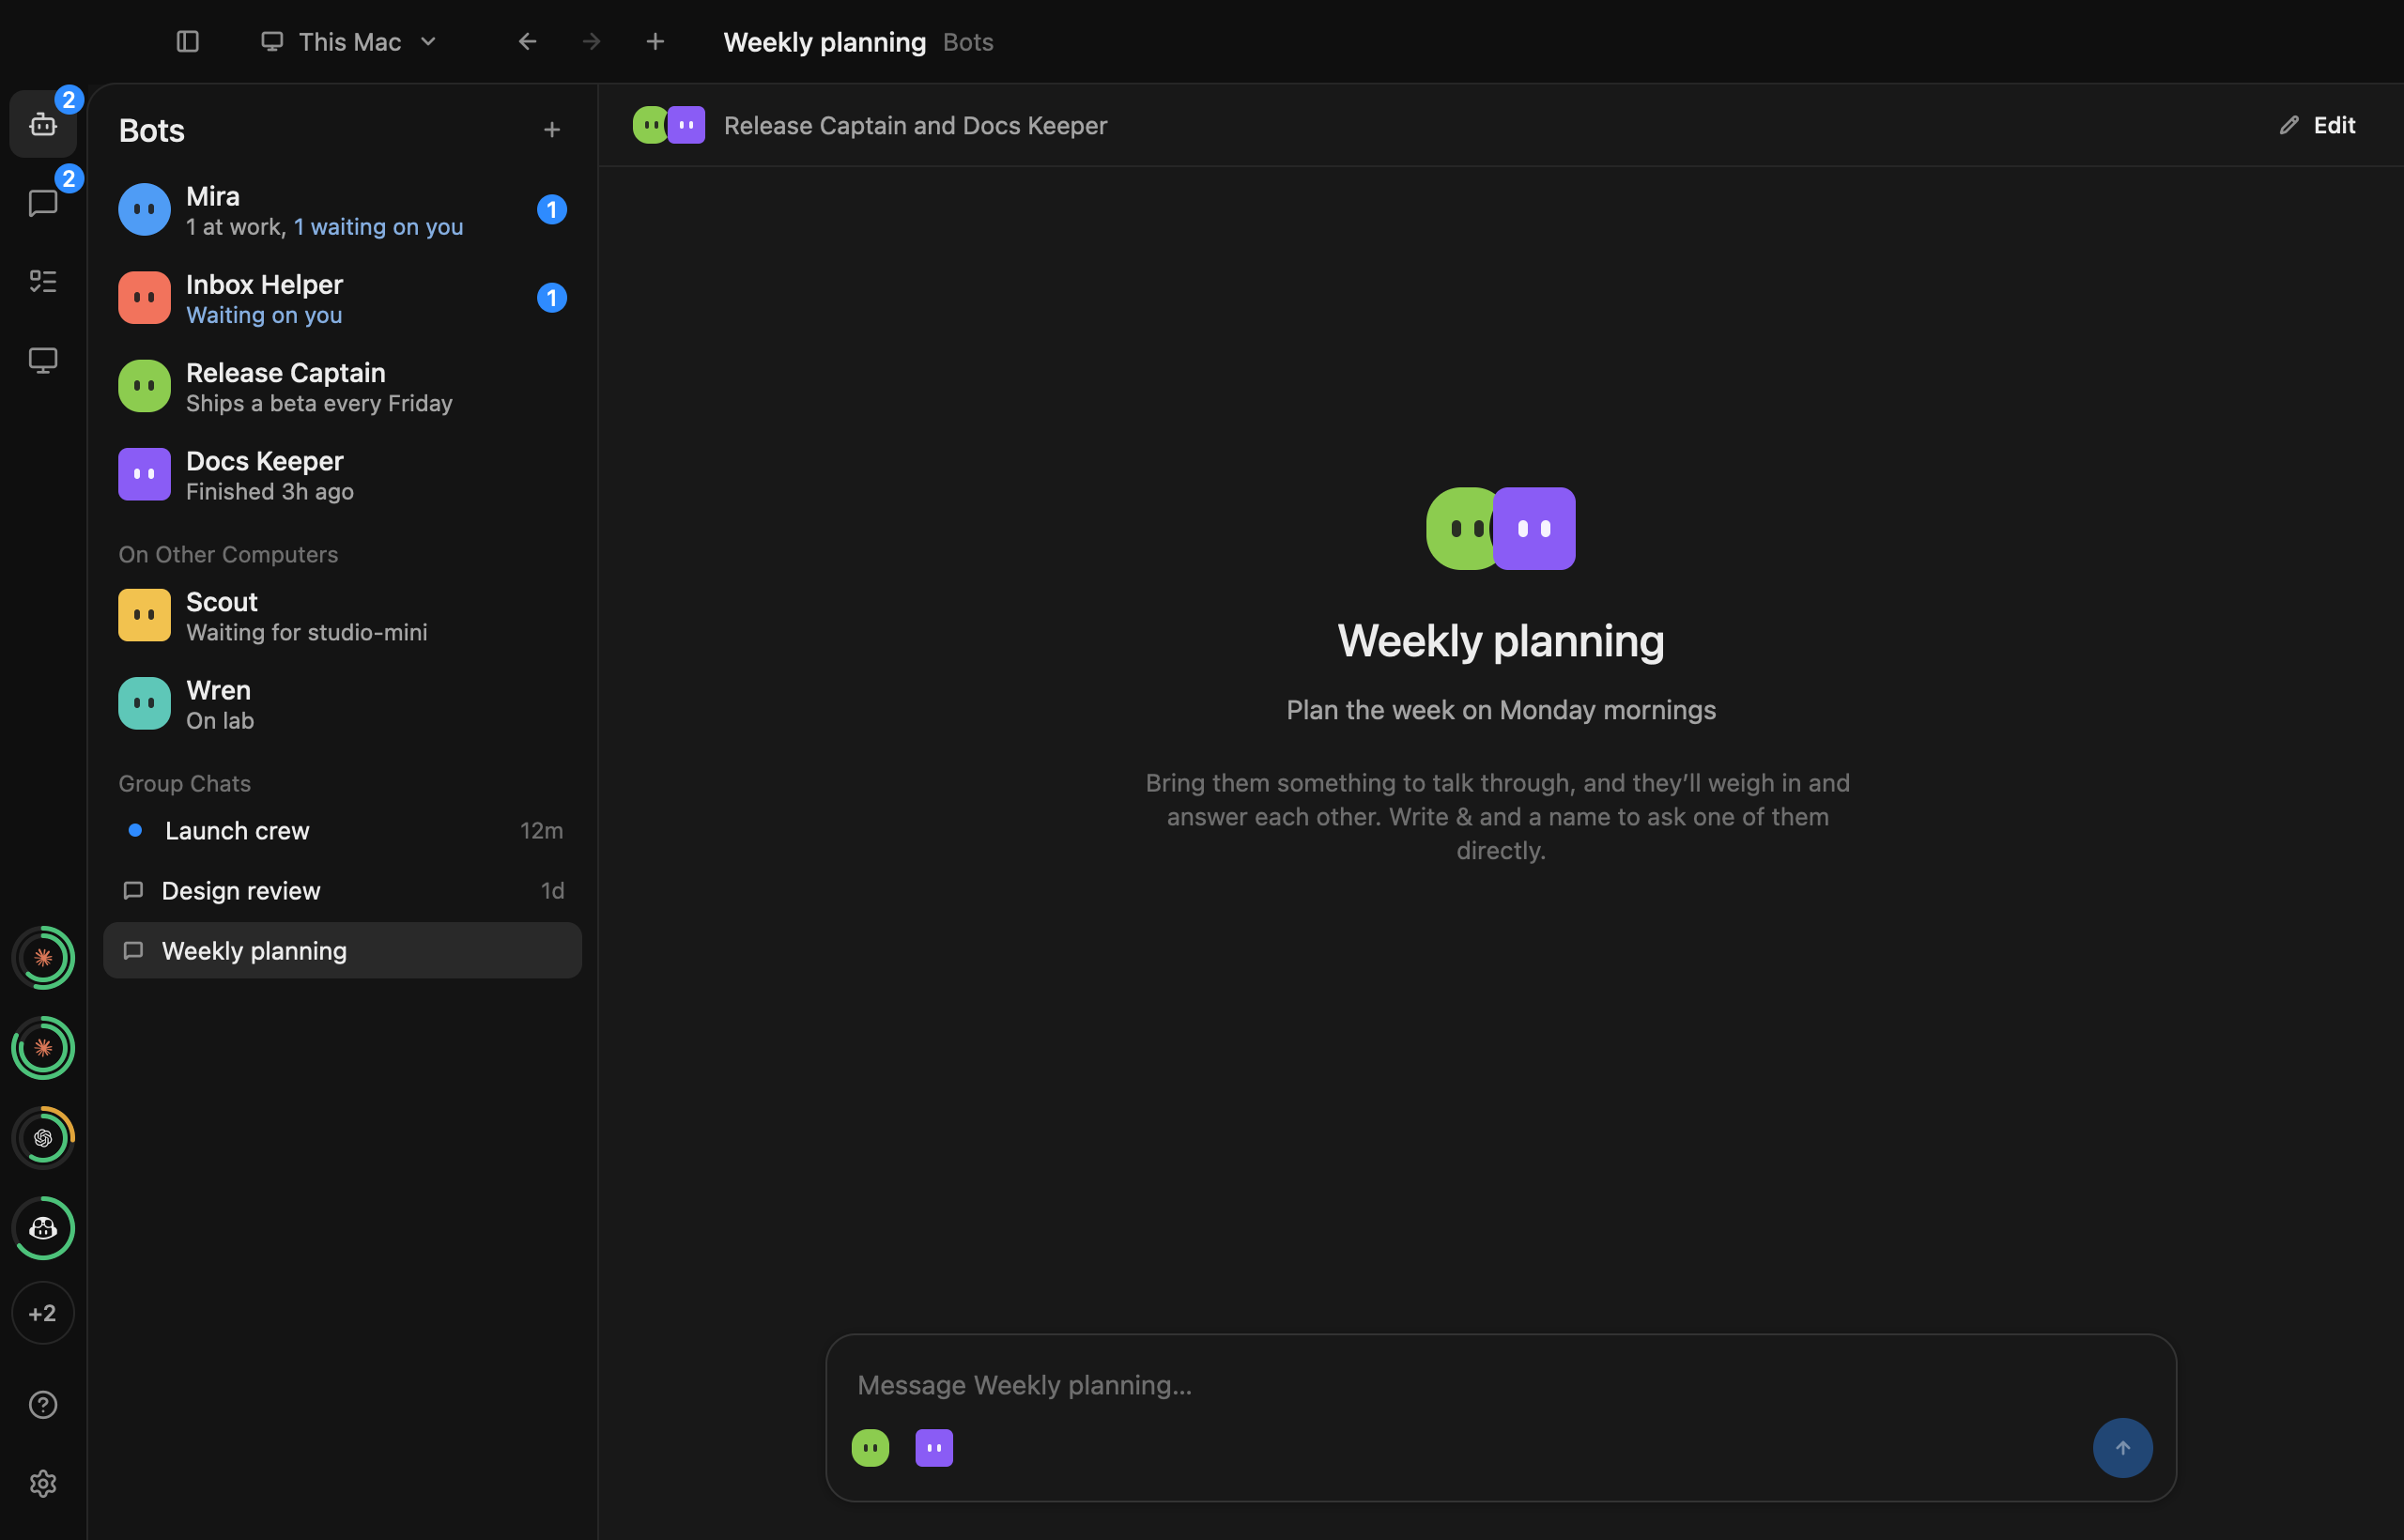 This Mac
Weekly planning Bots
2
Bots
2
Mira
1 at work, 1 waiting on you
1
Inbox Helper
Waiting on you
1
Release Captain
Ships a beta every Friday
Docs Keeper
Finished 3h ago
On Other Computers
Scout
Waiting for studio-mini
Wren
On lab
Group Chats
Launch crew 12m
Design review 1d
Weekly planning
+2
Release Captain and Docs Keeper
Edit
Weekly planning
Plan the week on Monday mornings
Bring them something to talk through, and they’ll weigh in and
answer each other. Write & and a name to ask one of them
directly.
Message Weekly planning...